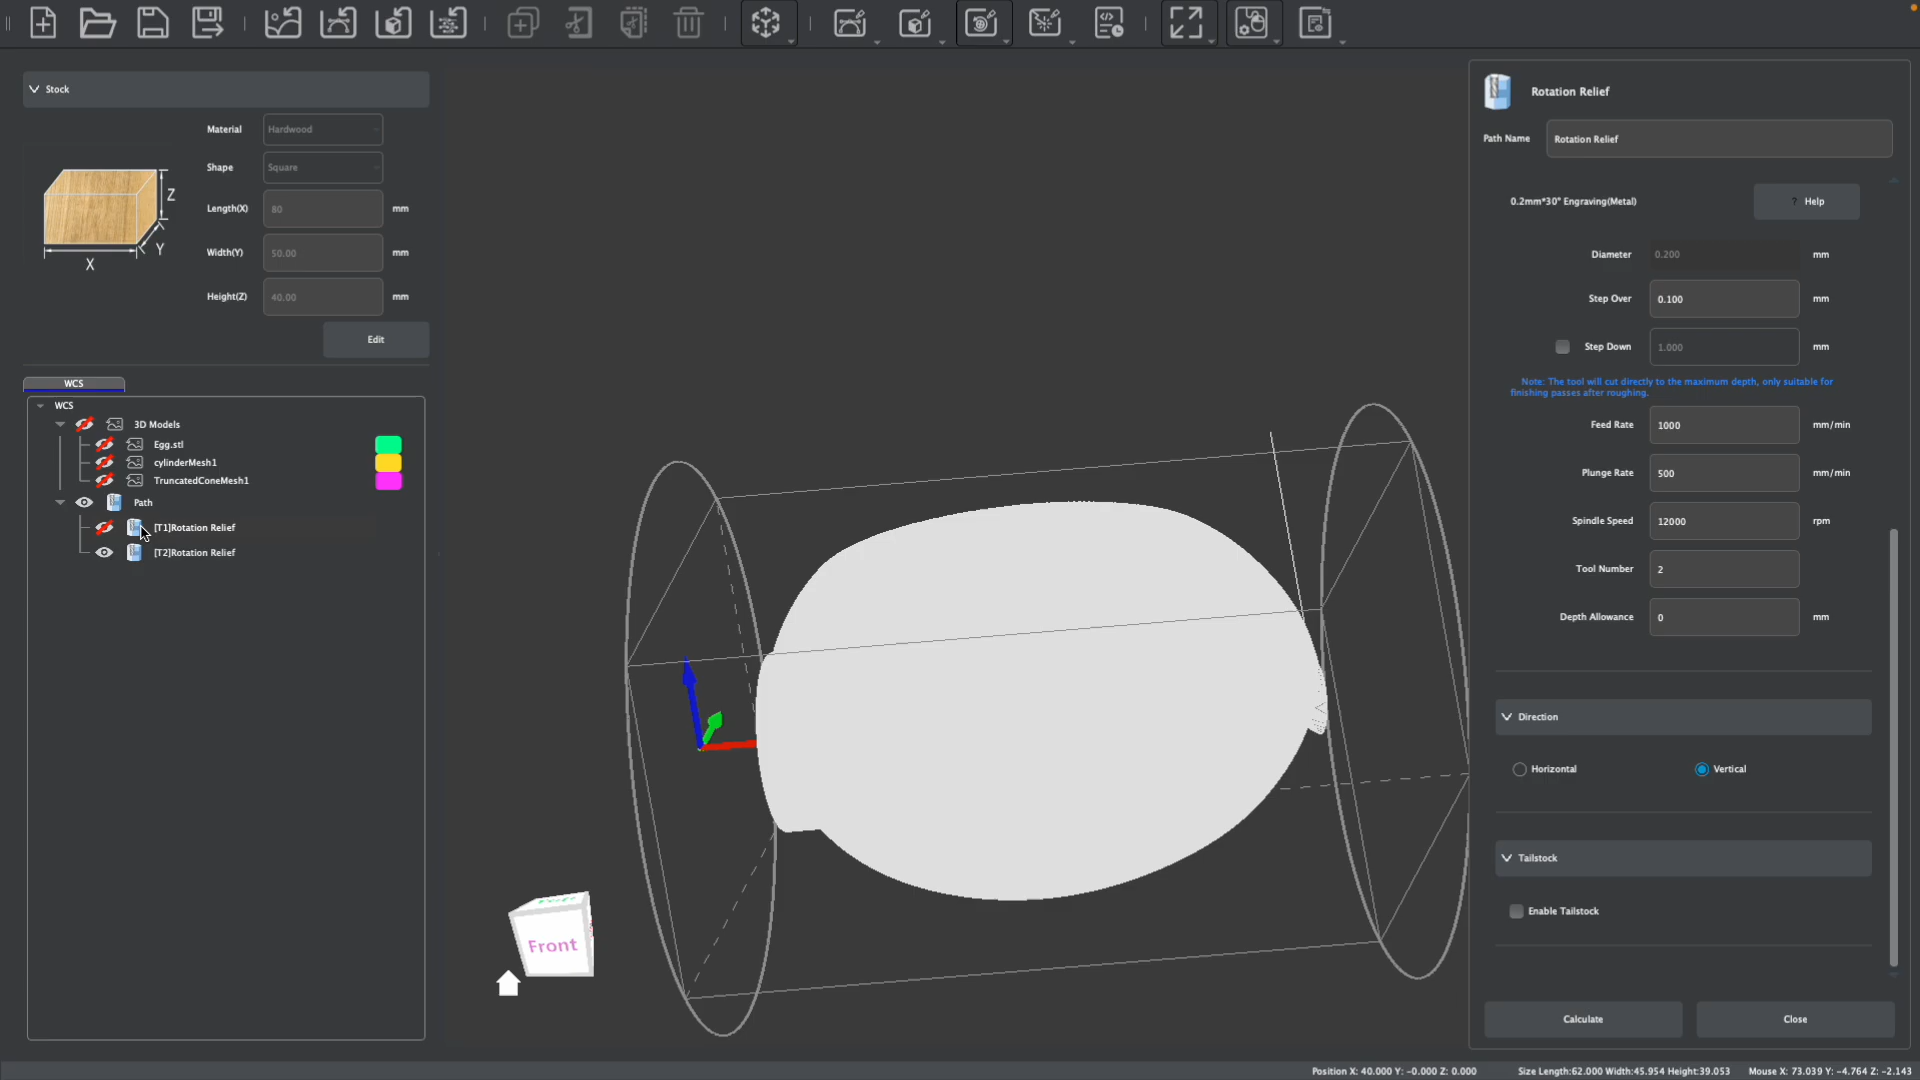 Stock
Material Hardwood
Shape Square
Length(X) 80 mm
Width(Y) 50.00 mm
Height(Z) 40.00 mm
Z
Y
X
Edit
WCS
WCS
3D Models
Egg.stl
cylinderMesh1
TruncatedConeMesh1
Path
[T1]Rotation Relief
[T2]Rotation Relief
Front
Rotation Relief
Path Name Rotation Relief
0.2mm*30° Engraving(Metal) ? Help
Diameter 0.200 mm
Step Over 0.100 mm
Step Down 1.000 mm
Note: The tool will cut directly to the maximum depth, only suitable for
finishing passes after roughing.
Feed Rate 1000 mm/min
Plunge Rate 500 mm/min
Spindle Speed 12000 rpm
Tool Number 2
Depth Allowance 0 mm
Direction
Horizontal Vertical
Tailstock
Enable Tailstock
Calculate Close
Position X: 40.000 Y: -0.000 Z: 0.000 Size Length:62.000 Width:45.954 Height:39.053 Mouse X: 73.039 Y: -4.764 Z: -2.143